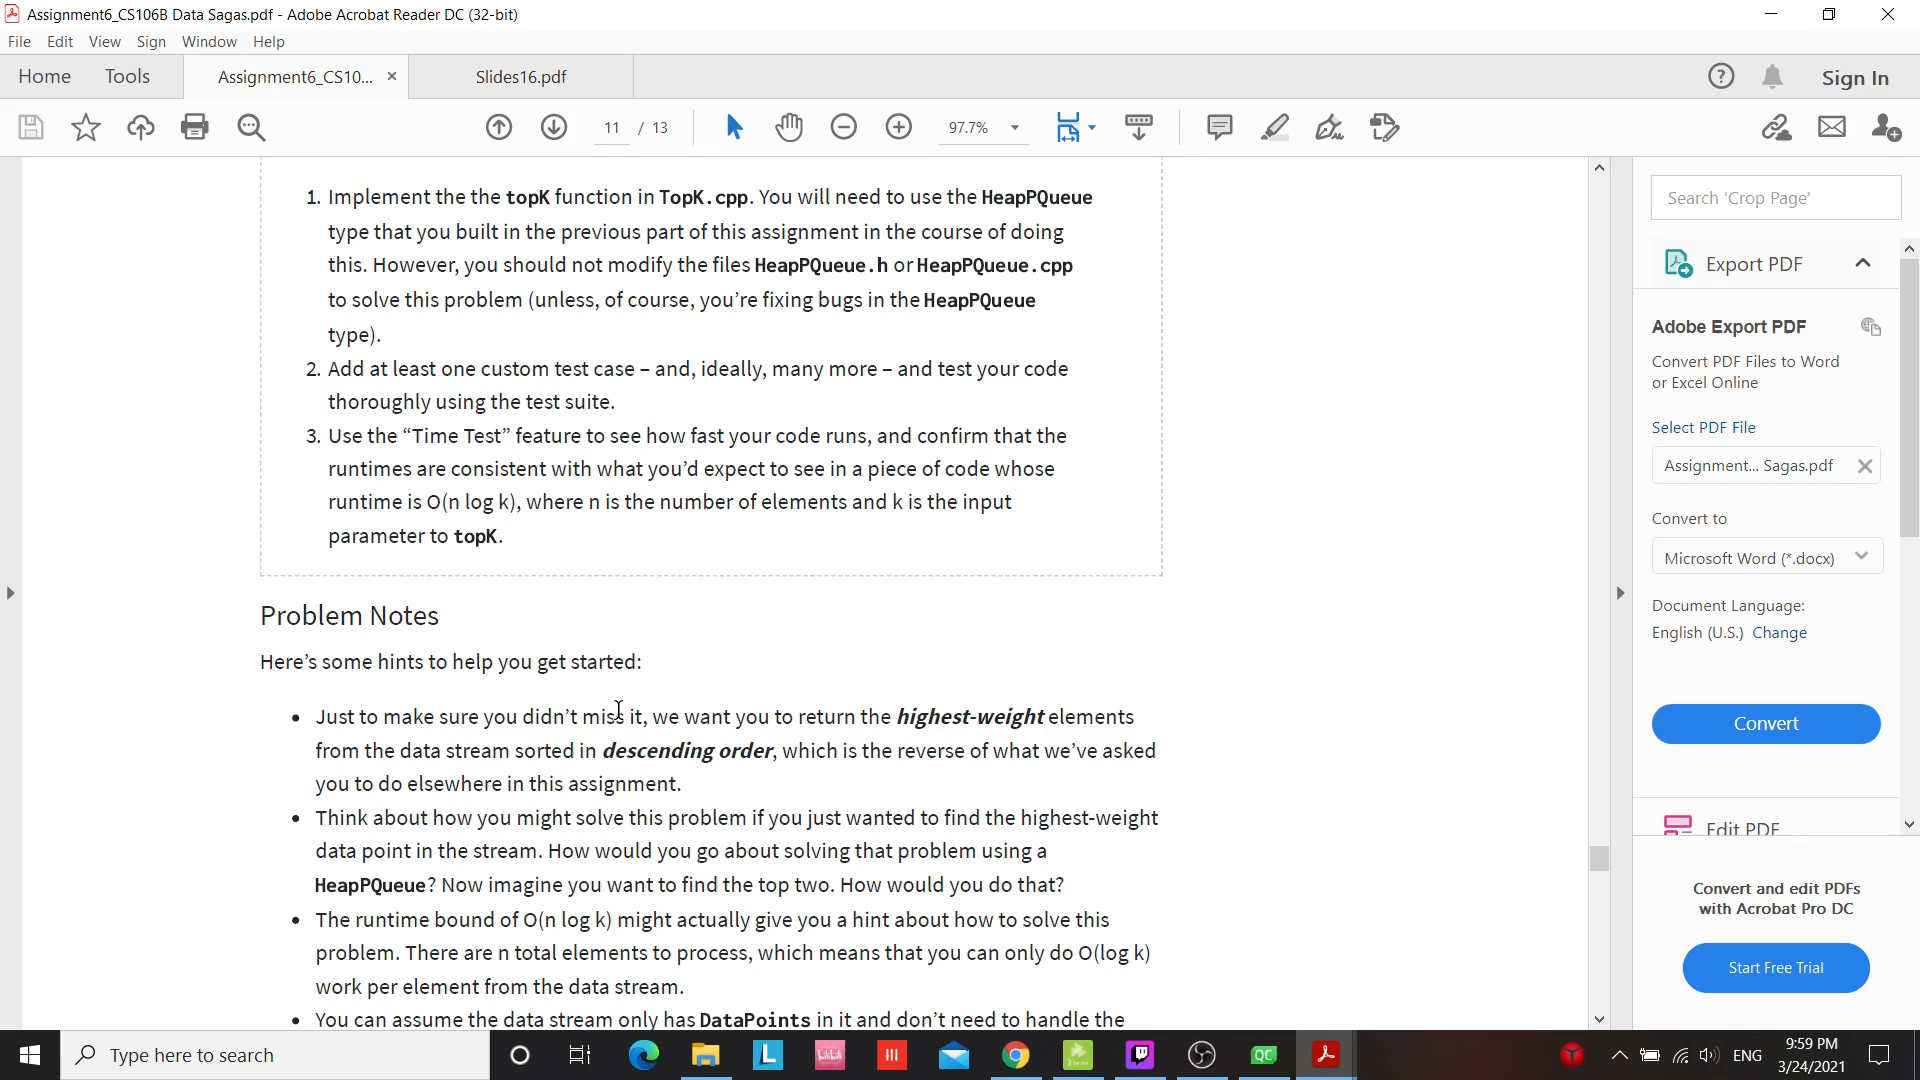 Assignment6_CS106B Data Sagas.pdf - Adobe Acrobat Reader DC (32-bit)
File Edit View Sign Window Help
Home Tools Assignment6_CS10... × Slides16.pdf Sign In
11 / 13 97.7%
1. Implement the the topK function in TopK.cpp. You will need to use the HeapPQueue
type that you built in the previous part of this assignment in the course of doing
this. However, you should not modify the files HeapPQueue.h or HeapPQueue.cpp
to solve this problem (unless, of course, you’re fixing bugs in the HeapPQueue
type).
2. Add at least one custom test case – and, ideally, many more – and test your code
thoroughly using the test suite.
3. Use the “Time Test” feature to see how fast your code runs, and confirm that the
runtimes are consistent with what you’d expect to see in a piece of code whose
runtime is O(n log k), where n is the number of elements and k is the input
parameter to topK.
Problem Notes
Here’s some hints to help you get started:
• Just to make sure you didn’t miss it, we want you to return the highest-weight elements
from the data stream sorted in descending order, which is the reverse of what we’ve asked
you to do elsewhere in this assignment.
• Think about how you might solve this problem if you just wanted to find the highest-weight
data point in the stream. How would you go about solving that problem using a
HeapPQueue? Now imagine you want to find the top two. How would you do that?
• The runtime bound of O(n log k) might actually give you a hint about how to solve this
problem. There are n total elements to process, which means that you can only do O(log k)
work per element from the data stream.
• You can assume the data stream only has DataPoints in it and don’t need to handle the
Search 'Crop Page'
Export PDF
Adobe Export PDF
Convert PDF Files to Word
or Excel Online
Select PDF File
Assignment... Sagas.pdf
Convert to
Microsoft Word (*.docx)
Document Language:
English (U.S.) Change
Convert
Edit PDF
Convert and edit PDFs
with Acrobat Pro DC
Start Free Trial
Type here to search
L
QC
ENG
9:59 PM
3/24/2021